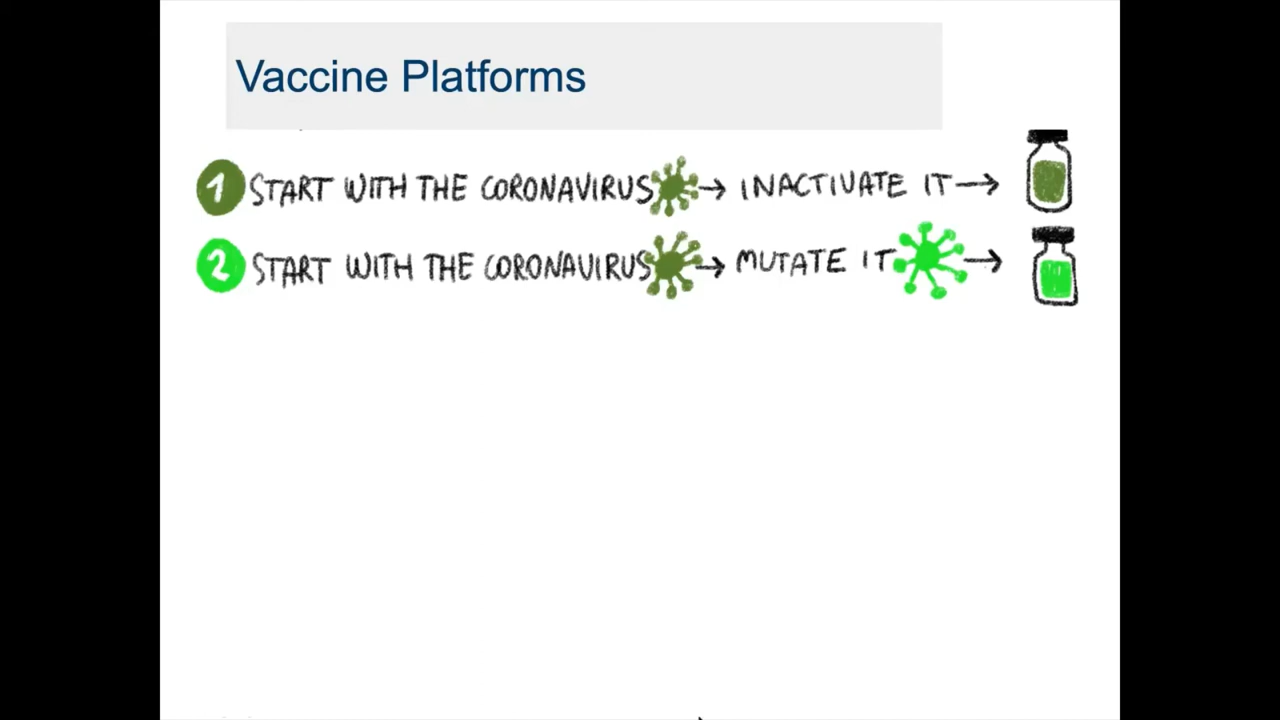 Vaccine Platforms
1 START WITH THE CORONAVIRUS → INACTIVATE IT →
2 START WITH THE CORONAVIRUS → MUTATE IT →